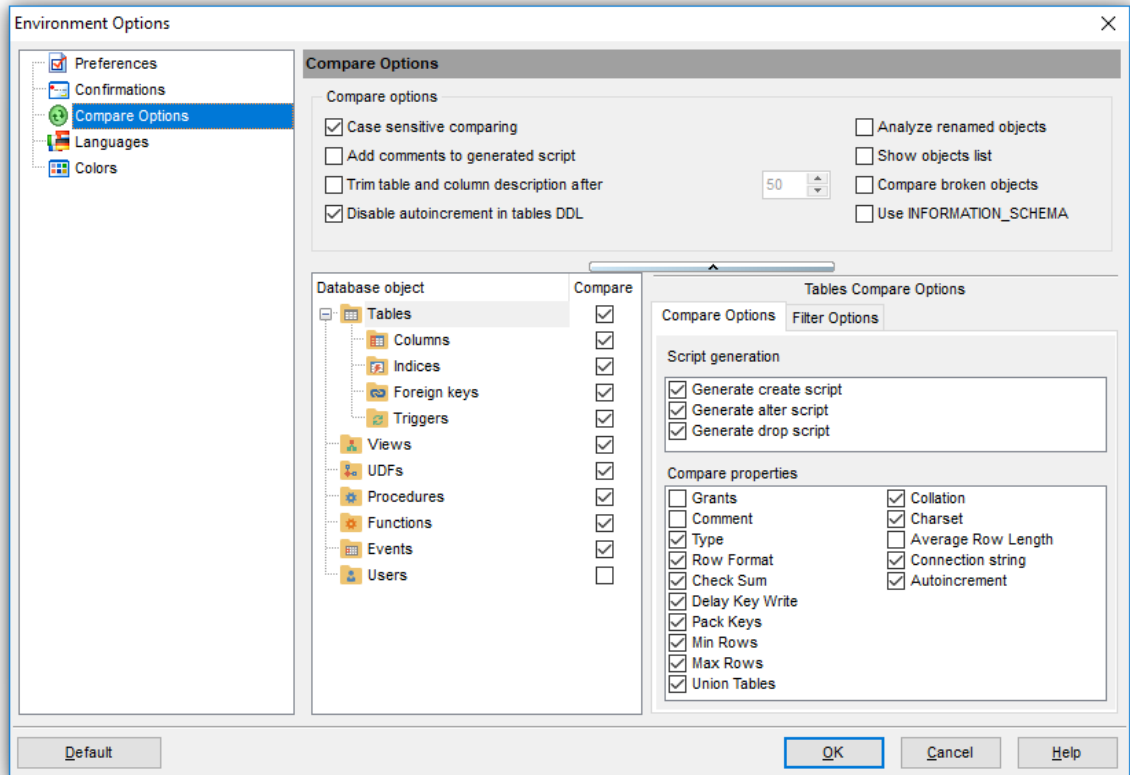 Environment Options
Preferences
Confirmations
Compare Options
Languages
Colors
Compare Options
Compare options
Case sensitive comparing
Add comments to generated script
Trim table and column description after
50
Disable autoincrement in tables DDL
Analyze renamed objects
Show objects list
Compare broken objects
Use INFORMATION_SCHEMA
Database object Compare
Tables
Columns
Indices
Foreign keys
Triggers
Views
UDFs
Procedures
Functions
Events
Users
Tables Compare Options
Compare Options Filter Options
Script generation
Generate create script
Generate alter script
Generate drop script
Compare properties
Grants
Comment
Type
Row Format
Check Sum
Delay Key Write
Pack Keys
Min Rows
Max Rows
Union Tables
Collation
Charset
Average Row Length
Connection string
Autoincrement
Default OK Cancel Help